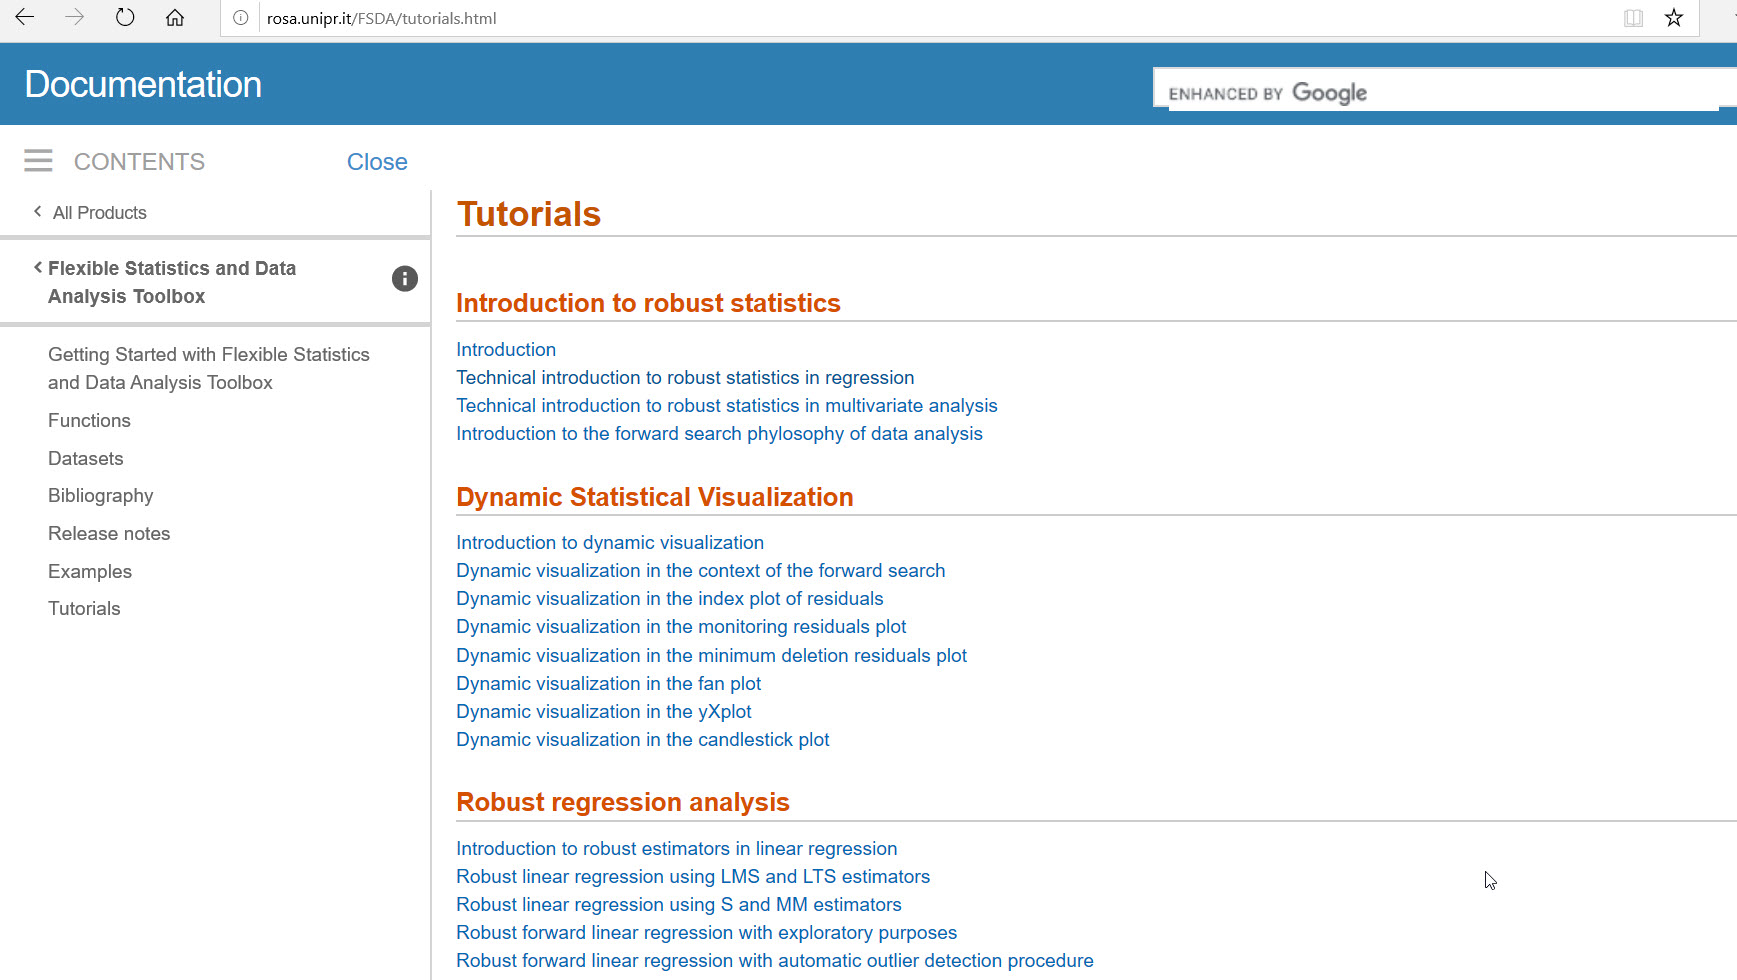 rosa.unipr.it/FSDA/tutorials.html
Documentation
ENHANCED BY Google
CONTENTS
Close
All Products
Flexible Statistics and Data
Analysis Toolbox
Getting Started with Flexible Statistics
and Data Analysis Toolbox
Functions
Datasets
Bibliography
Release notes
Examples
Tutorials
Tutorials
Introduction to robust statistics
Introduction
Technical introduction to robust statistics in regression
Technical introduction to robust statistics in multivariate analysis
Introduction to the forward search phylosophy of data analysis
Dynamic Statistical Visualization
Introduction to dynamic visualization
Dynamic visualization in the context of the forward search
Dynamic visualization in the index plot of residuals
Dynamic visualization in the monitoring residuals plot
Dynamic visualization in the minimum deletion residuals plot
Dynamic visualization in the fan plot
Dynamic visualization in the yXplot
Dynamic visualization in the candlestick plot
Robust regression analysis
Introduction to robust estimators in linear regression
Robust linear regression using LMS and LTS estimators
Robust linear regression using S and MM estimators
Robust forward linear regression with exploratory purposes
Robust forward linear regression with automatic outlier detection procedure